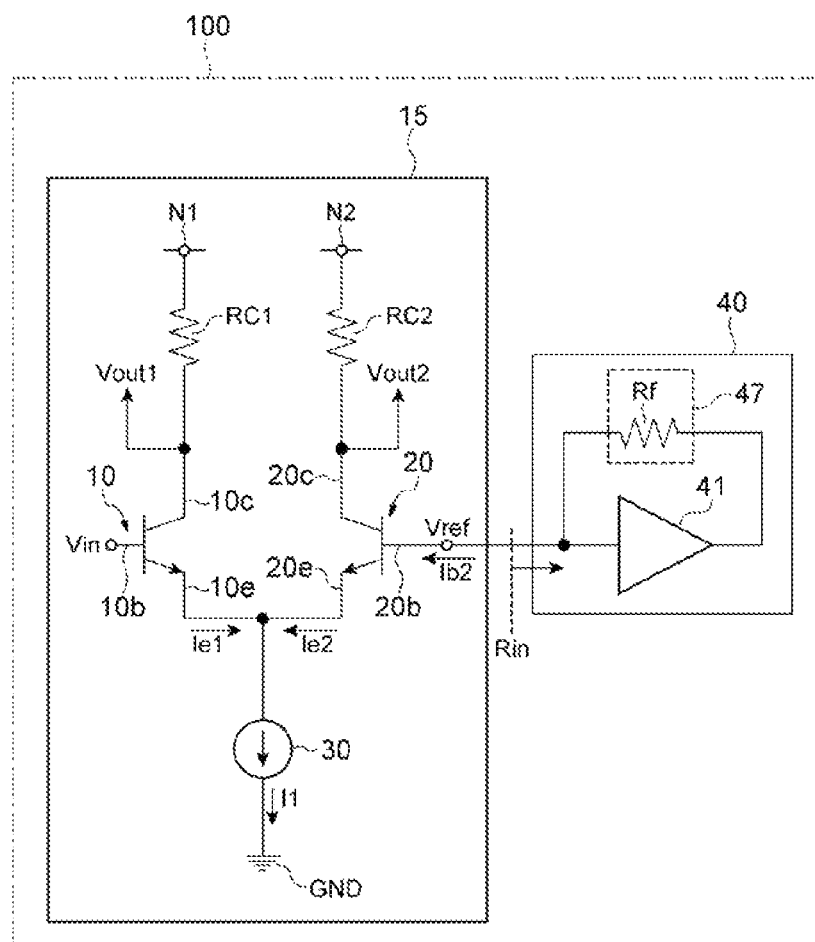 100
15
N1 N2
RC1 RC2
40
Vout1 Vout2
Rf 47
10 10c 20c 20 41
Vin Vref
10b 10e 20e 20b Ib2
Ie1 Ie2 Rin
30
I1
GND